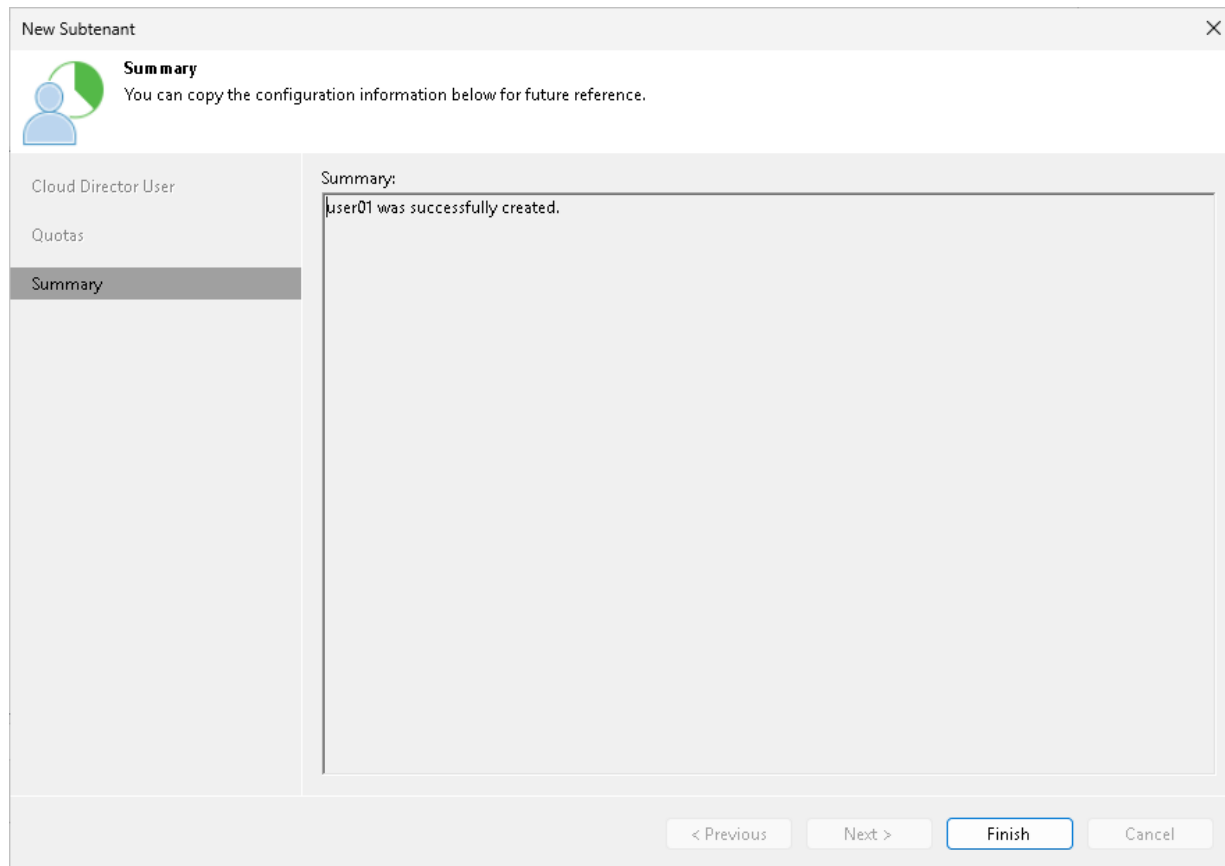 New Subtenant
Summary
You can copy the configuration information below for future reference.
Cloud Director User
Quotas
Summary
Summary:
user01 was successfully created.
< Previous
Next >
Finish
Cancel